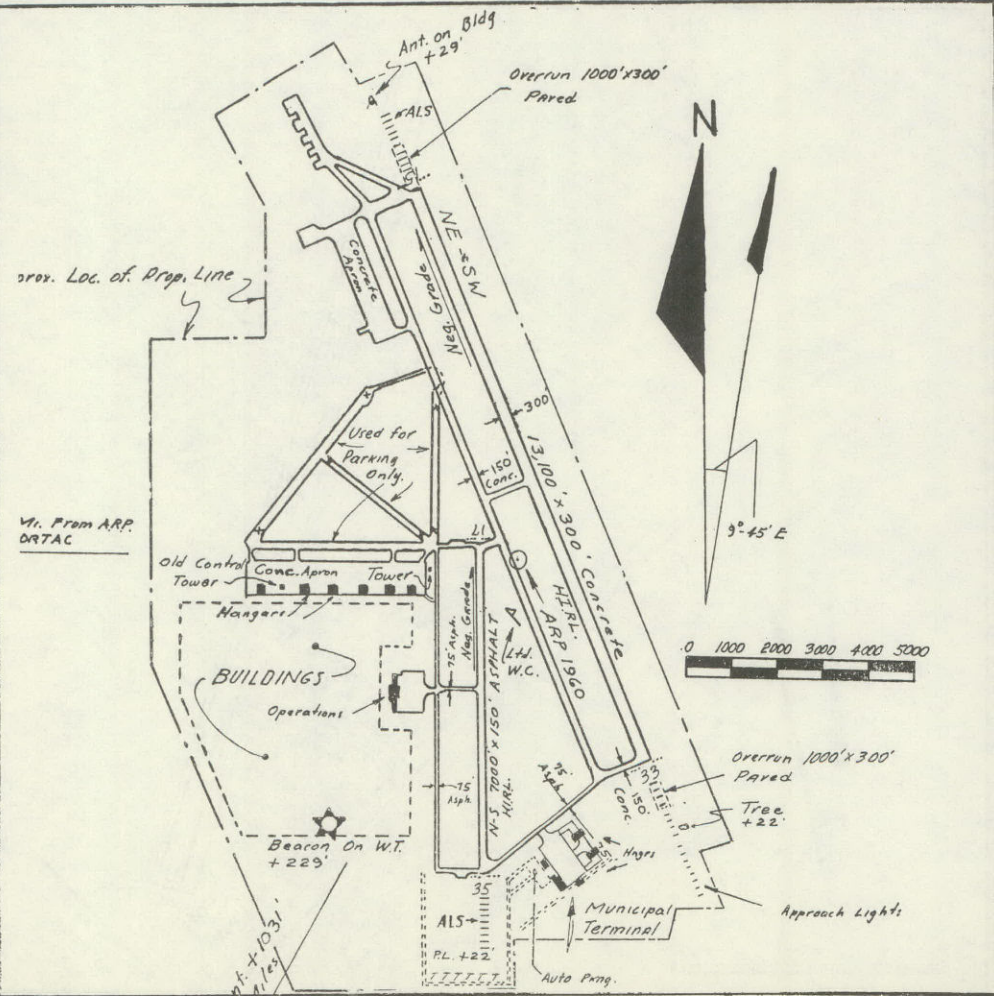 Ant. on Bldg
+29'
Overrun 1000'x300'
Paved
ALS
N
NE x SW
Concrete
Apron
Neg. Grade
prox. Loc. of. Prop. Line
300'
Used for
Parking
Only.
150'
Conc.
13,100' x 300' Concrete
H.I.R.L.
9°-45' E
Mi. From ARP.
ORTAC
L1
Old Control
Tower
Conc. Apron
Tower
Hangars
ARP 1960
75' Asph.
Neg. Grade
Ltd.
W.C.
0 1000 2000 3000 4000 5000
BUILDINGS
Operations
N-S 7000' x 150' ASPHALT
HIRL.
75'
Asph.
75'
Asph.
150'
Conc.
33
Overrun 1000'x300'
Paved
Tree
+22'
Beacon On W.T.
+229'
Hngrs
75'
35
ALS
P.L. +22'
Municipal
Terminal
Approach Lights
Auto Pkng.
nt. +1031'
Miles